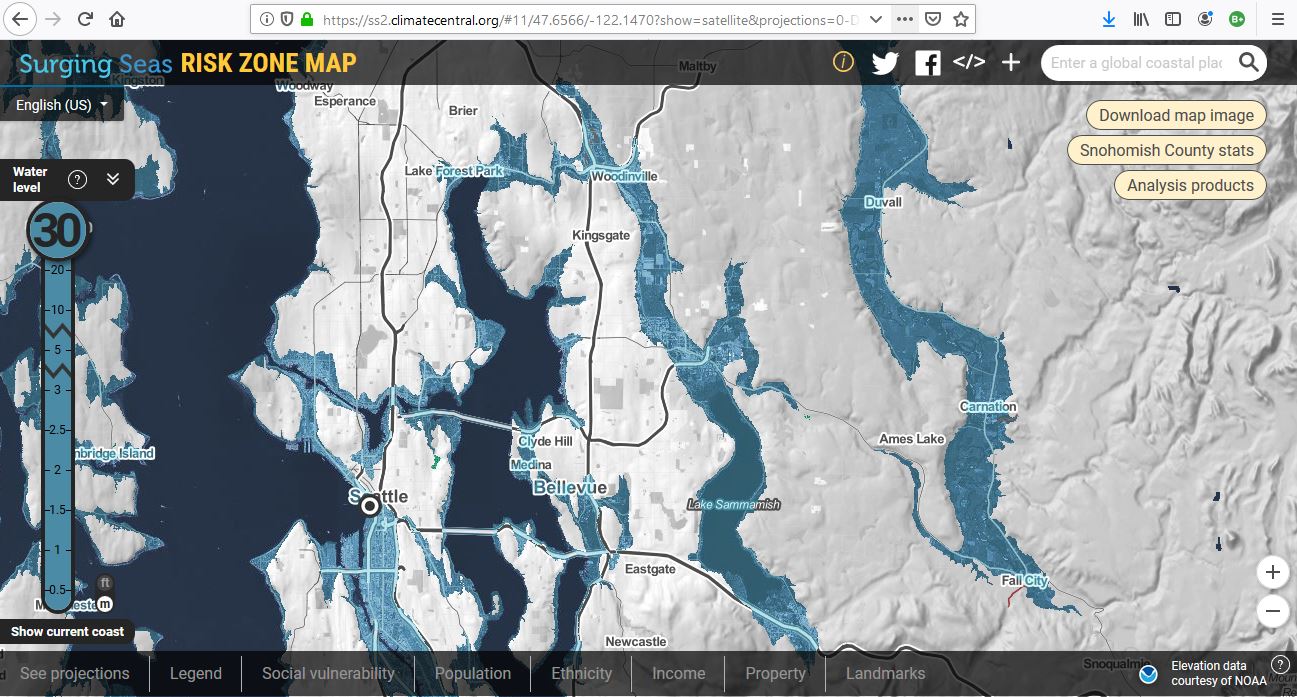 https://ss2.climatecentral.org/#11/47.6566/-122.1470?show=satellite&projections=0-
Surging Seas RISK ZONE MAP
Enter a global coastal plac
English (US)
Download map image
Snohomish County stats
Analysis products
Water
level
30
20
10
5
3
2.5
2
1.5
1
0.5
ft
m
Show current coast
Kingston
Woodway
Esperance
Brier
Maltby
Lake Forest Park
Woodinville
Duvall
Kingsgate
Carnation
Clyde Hill
Ames Lake
nbridge Island
Medina
Bellevue
Seattle
Lake Sammamish
Eastgate
Fall City
Newcastle
Snoqualmie
See projections
Legend
Social vulnerability
Population
Ethnicity
Income
Property
Landmarks
Elevation data
courtesy of NOAA